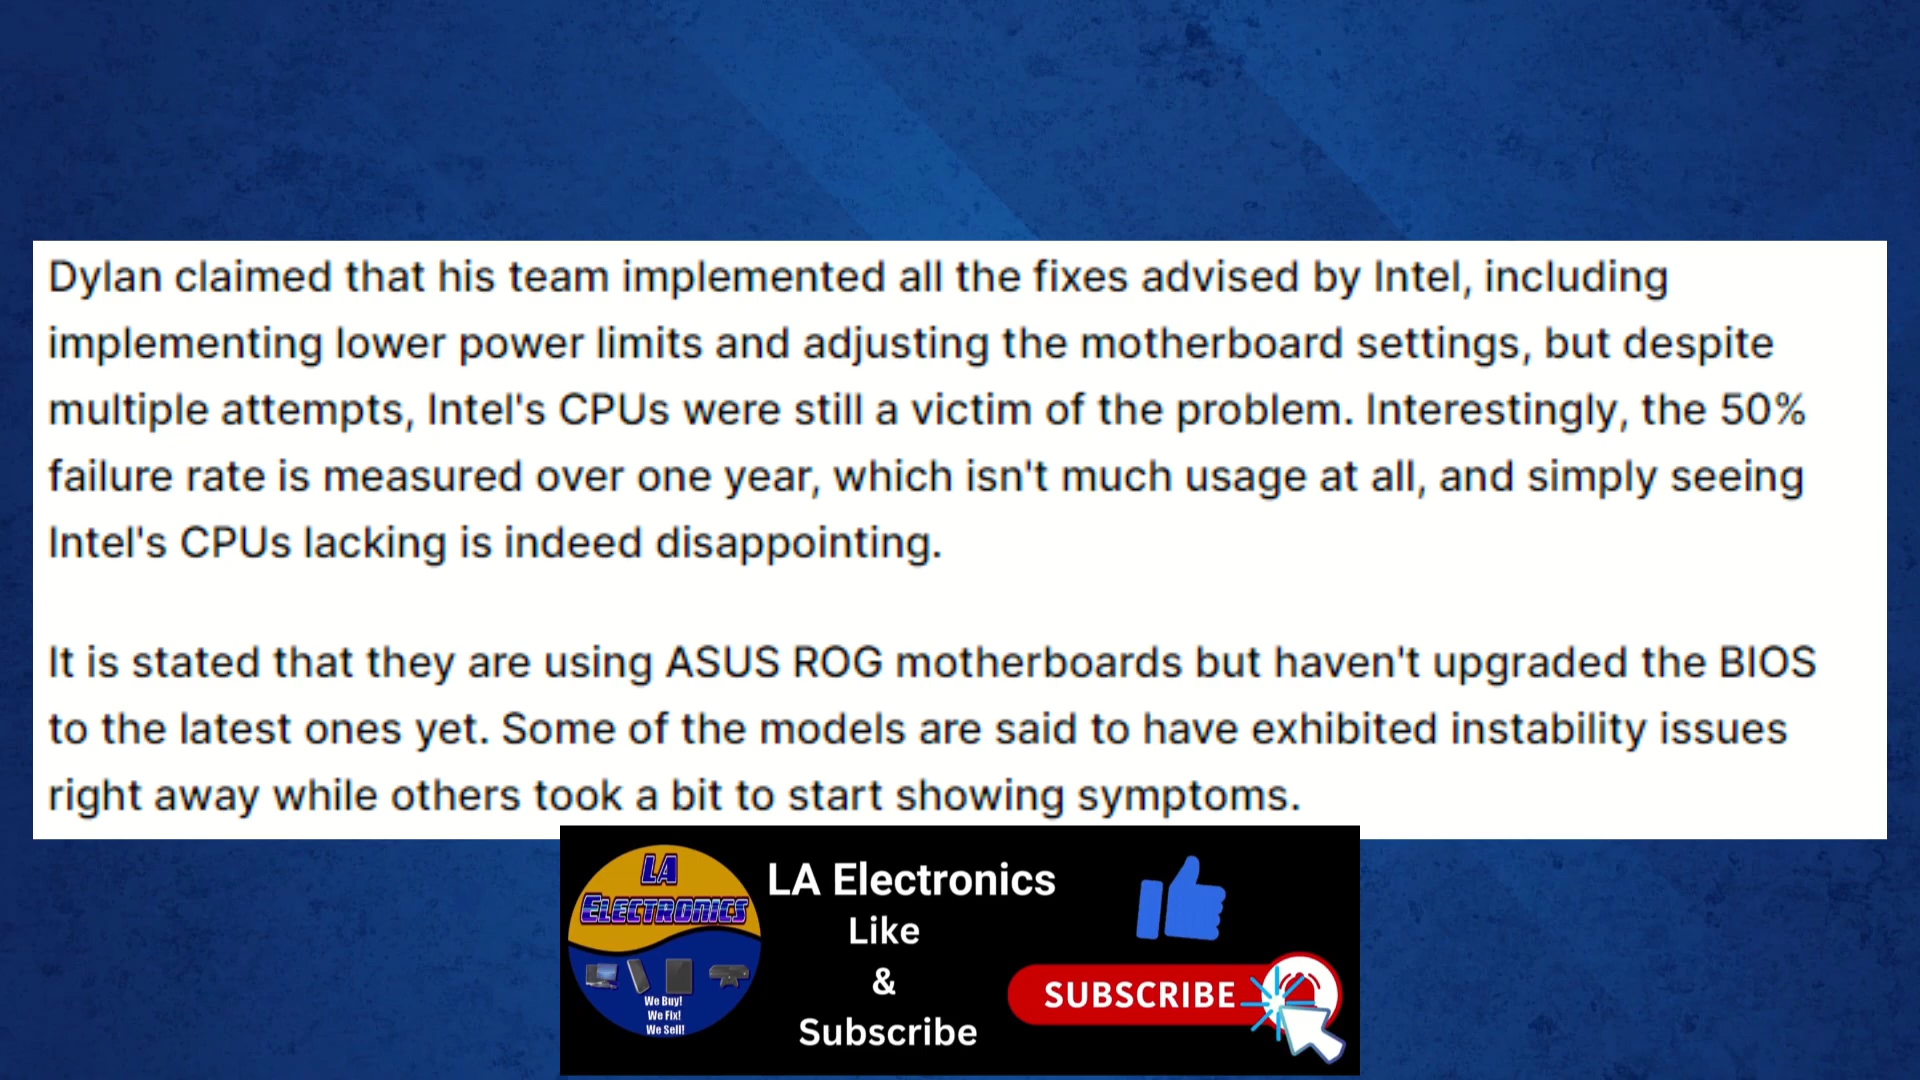 Dylan claimed that his team implemented all the fixes advised by Intel, including
implementing lower power limits and adjusting the motherboard settings, but despite
multiple attempts, Intel's CPUs were still a victim of the problem. Interestingly, the 50%
failure rate is measured over one year, which isn't much usage at all, and simply seeing
Intel's CPUs lacking is indeed disappointing.
It is stated that they are using ASUS ROG motherboards but haven't upgraded the BIOS
to the latest ones yet. Some of the models are said to have exhibited instability issues
right away while others took a bit to start showing symptoms.
LA
ELECTRONICS
We Buy!
We Fix!
We Sell!
LA Electronics
Like
&
Subscribe
SUBSCRIBE